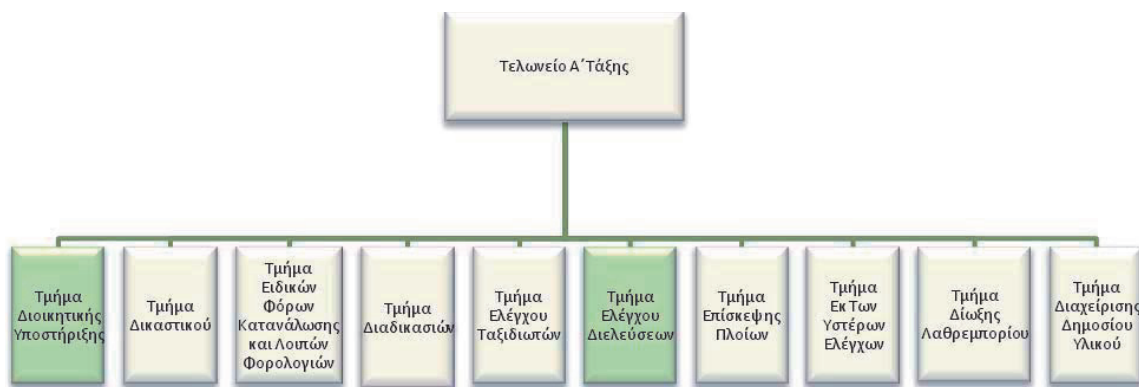 Τελωνείο Α΄Τάξης
Τμήμα
Διοικητικής
Υποστήριξης
Τμήμα
Δικαστικού
Τμήμα
Ειδικών
Φόρων
Κατανάλωσης
και Λοιπών
Φορολογιών
Τμήμα
Διαδικασιών
Τμήμα
Ελέγχου
Ταξιδιωτών
Τμήμα
Ελέγχου
Διελεύσεων
Τμήμα
Επίσκεψης
Πλοίων
Τμήμα
Εκ Των
Υστέρων
Ελέγχων
Τμήμα
Δίωξης
Λαθρεμπορίου
Τμήμα
Διαχείρισης
Δημοσίου
Υλικού